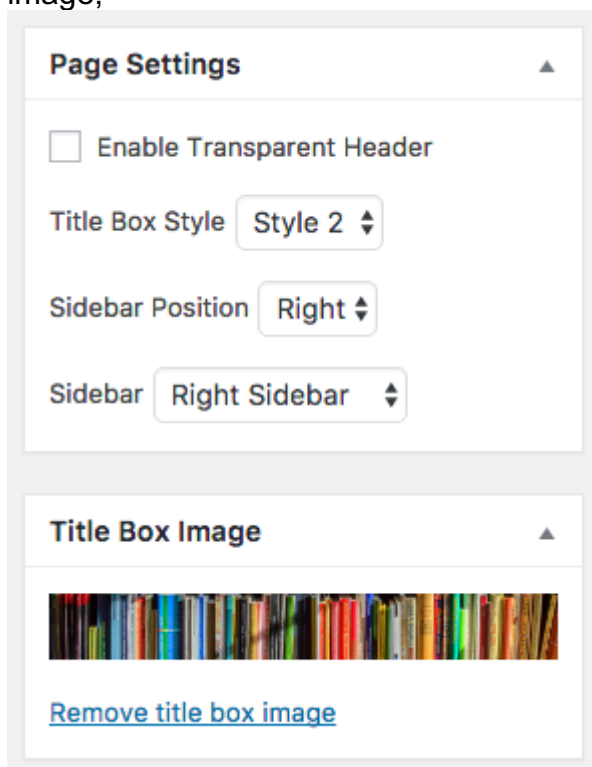 image,
Page Settings
Enable Transparent Header
Title Box Style Style 2
Sidebar Position Right
Sidebar Right Sidebar
Title Box Image
Remove title box image